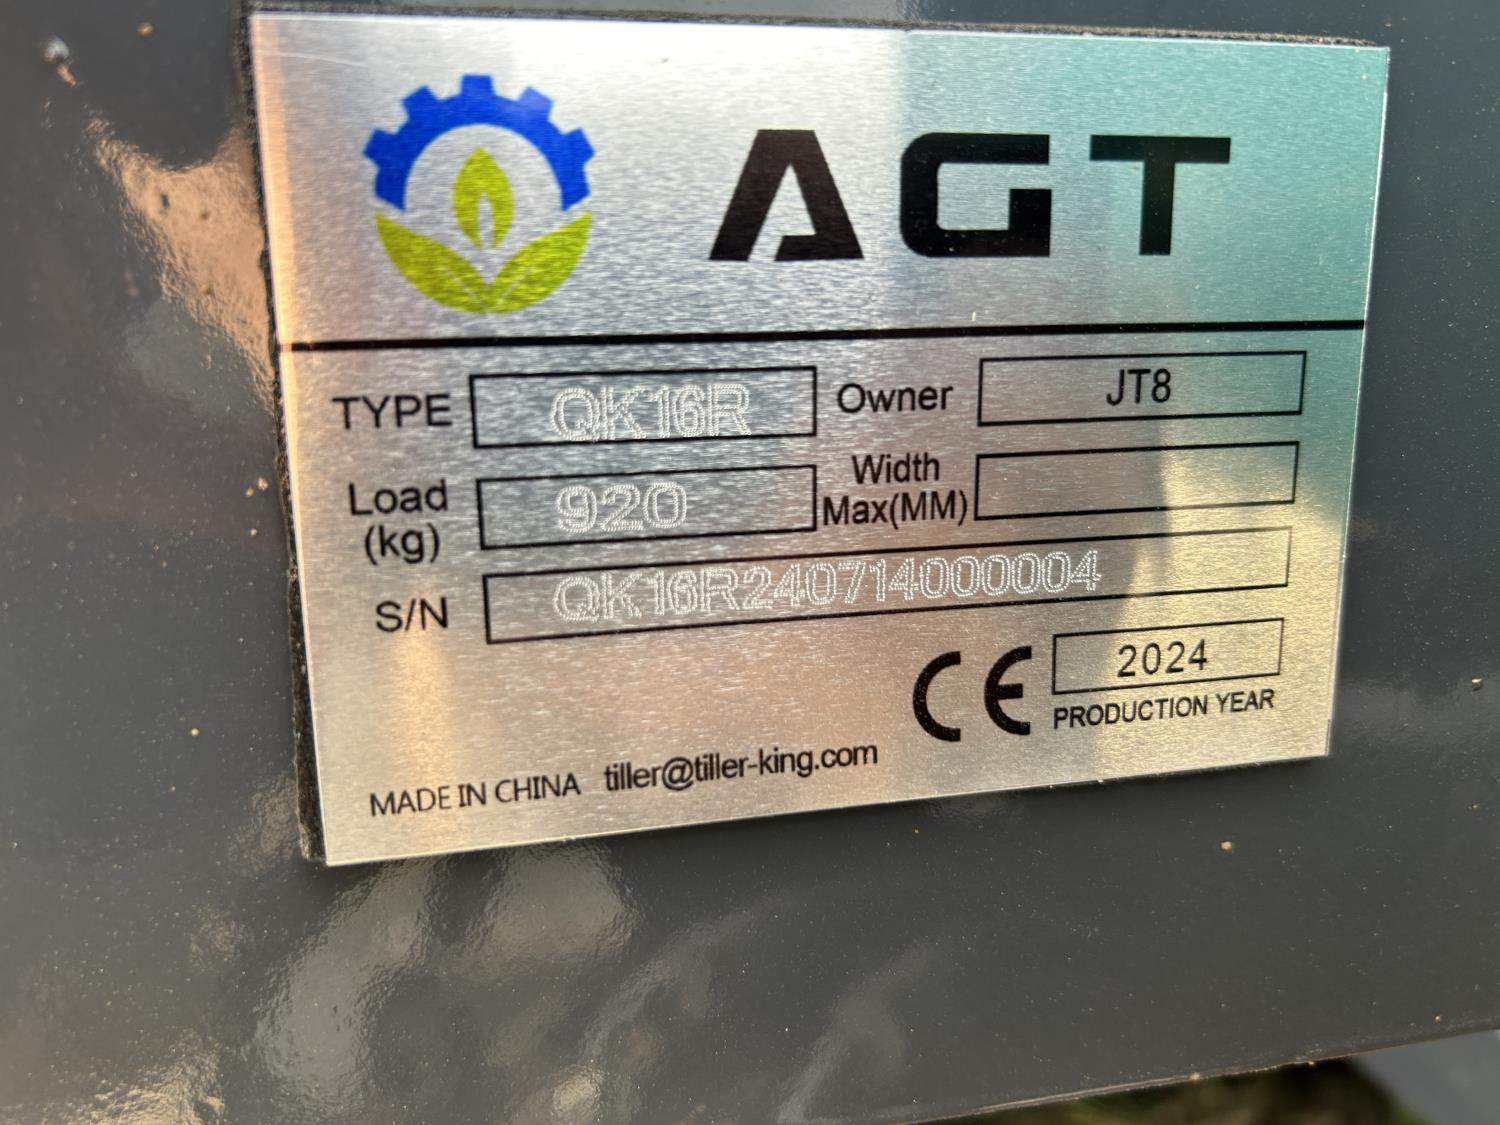 AGT
TYPE QK16R Owner JT8
Load (kg) 920 Width Max(MM)
S/N QK16R240714000004
CE 2024
PRODUCTION YEAR
MADE IN CHINA tiller@tiller-king.com